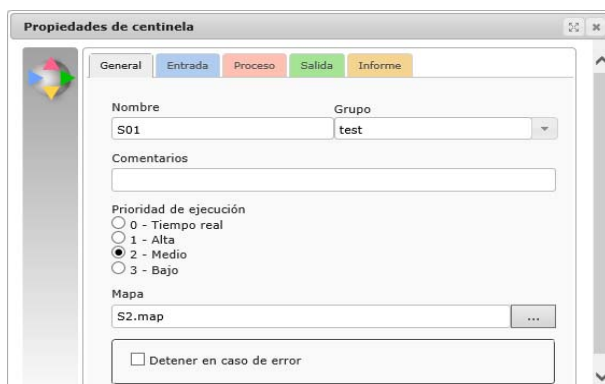 Propiedades de centinela
General Entrada Proceso Salida Informe
Nombre Grupo
S01 test
Comentarios
Prioridad de ejecución
0 - Tiempo real
1 - Alta
2 - Medio
3 - Bajo
Mapa
S2.map ...
Detener en caso de error